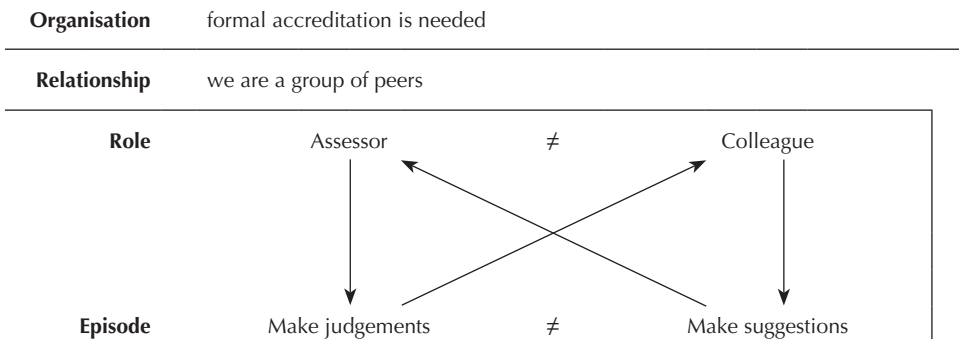 Organisation formal accreditation is needed
Relationship we are a group of peers
Role Assessor ≠ Colleague
Episode Make judgements ≠ Make suggestions